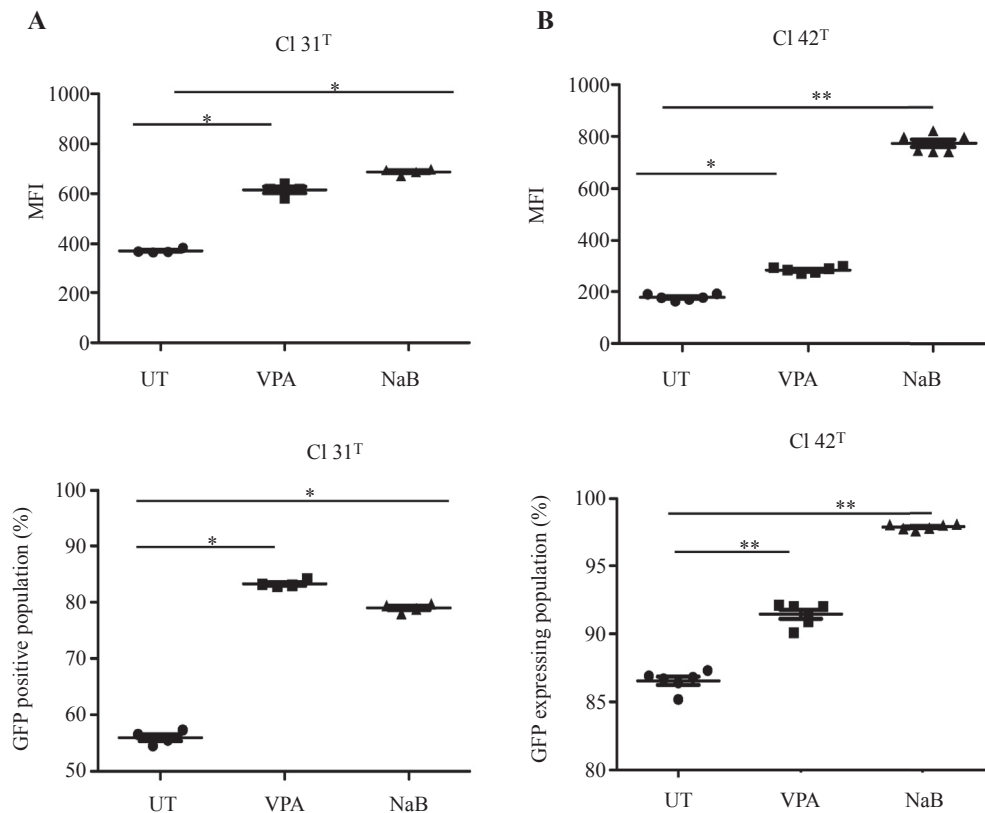 A
Cl 31ᵀ
MFI
1000
800
600
400
200
0
*
*
UT VPA NaB
B
Cl 42ᵀ
MFI
1000
800
600
400
200
0
**
*
UT VPA NaB
Cl 31ᵀ
GFP positive population (%)
100
90
80
70
60
50
*
*
UT VPA NaB
Cl 42ᵀ
GFP expressing population (%)
100
95
90
85
80
**
**
UT VPA NaB